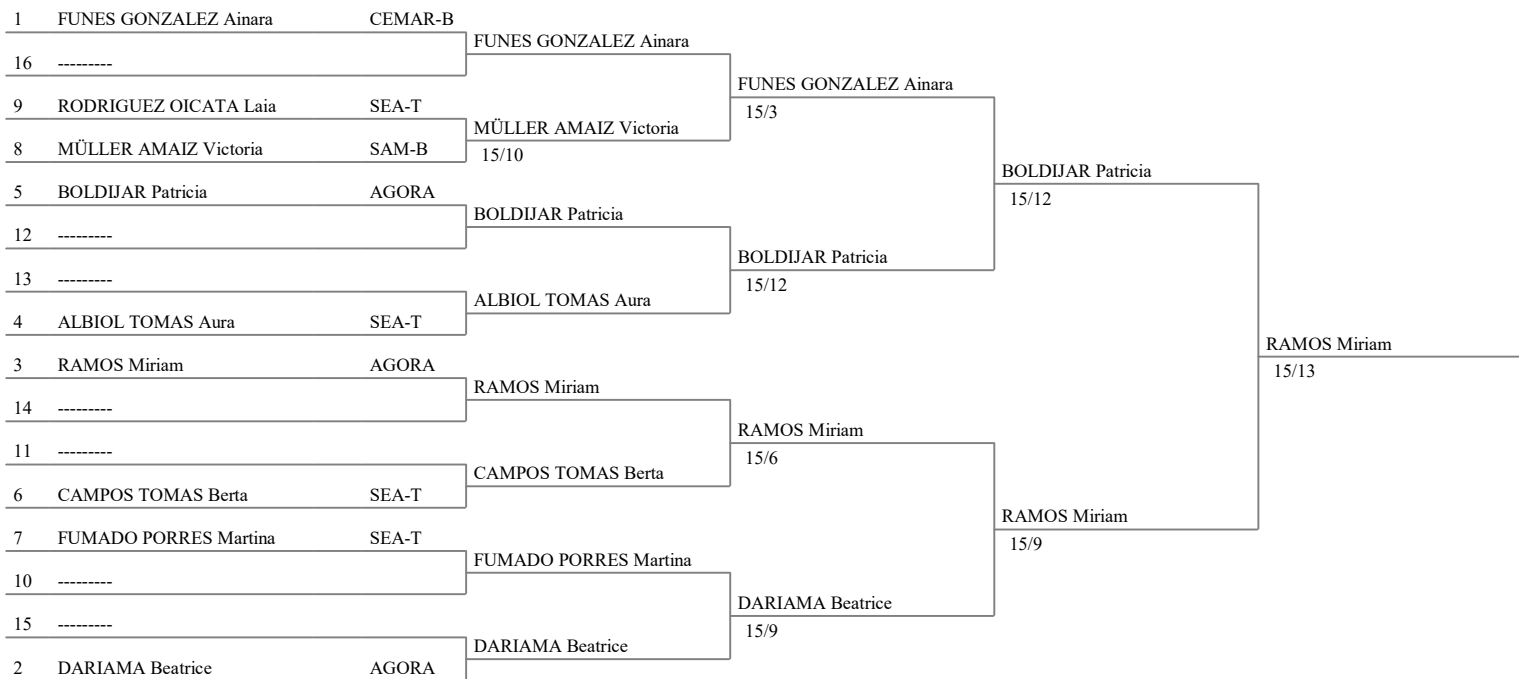 1 FUNES GONZALEZ Ainara CEMAR-B
FUNES GONZALEZ Ainara
16 ---------
FUNES GONZALEZ Ainara
15/3
9 RODRIGUEZ OICATA Laia SEA-T
MÜLLER AMAIZ Victoria
15/10
8 MÜLLER AMAIZ Victoria SAM-B
BOLDIJAR Patricia
15/12
5 BOLDIJAR Patricia AGORA
BOLDIJAR Patricia
12 ---------
BOLDIJAR Patricia
15/12
13 ---------
ALBIOL TOMAS Aura
4 ALBIOL TOMAS Aura SEA-T
RAMOS Miriam
15/13
3 RAMOS Miriam AGORA
RAMOS Miriam
14 ---------
RAMOS Miriam
15/6
11 ---------
CAMPOS TOMAS Berta
6 CAMPOS TOMAS Berta SEA-T
RAMOS Miriam
15/9
7 FUMADO PORRES Martina SEA-T
FUMADO PORRES Martina
10 ---------
DARIAMA Beatrice
15/9
15 ---------
DARIAMA Beatrice
2 DARIAMA Beatrice AGORA